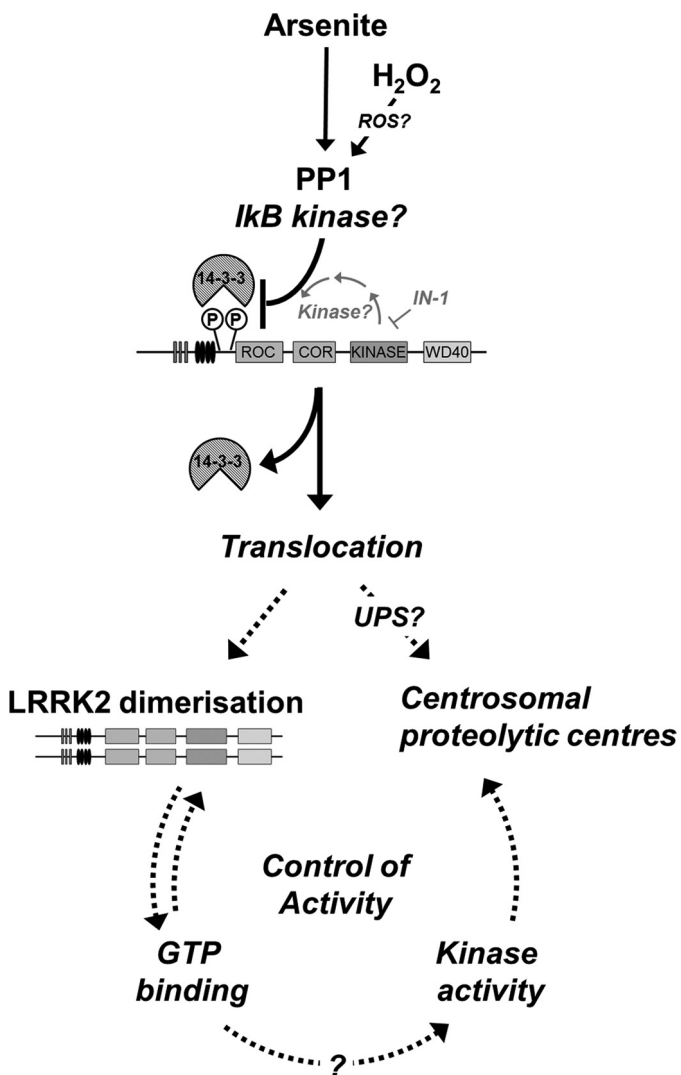 Arsenite
H₂O₂
ROS?
PP1
IkB kinase?
14-3-3
Kinase?
IN-1
P P
ROC COR KINASE WD40
14-3-3
Translocation
UPS?
LRRK2 dimerisation
Centrosomal
proteolytic centres
Control of
Activity
GTP
binding
Kinase
activity
?